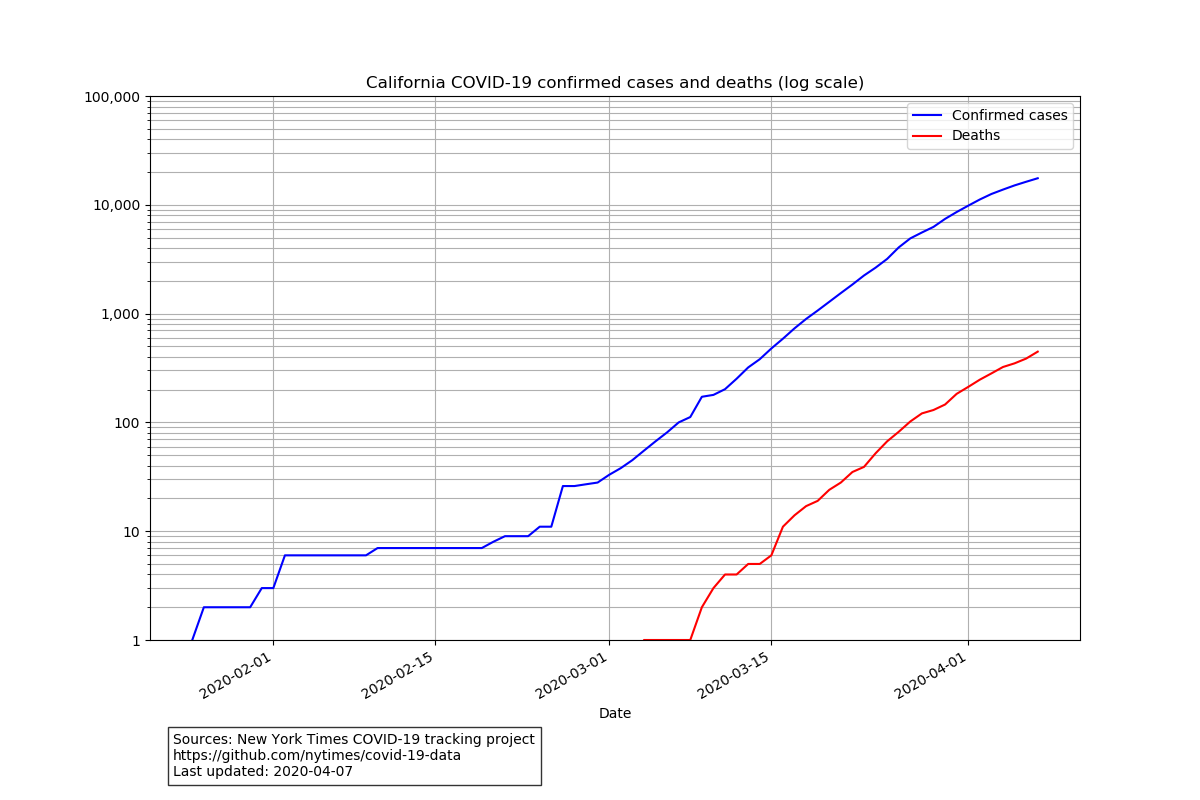 California COVID-19 confirmed cases and deaths (log scale)
100,000
10,000
1,000
100
10
1
Confirmed cases
Deaths
2020-02-01
2020-02-15
2020-03-01
2020-03-15
2020-04-01
Date
Sources: New York Times COVID-19 tracking project
https://github.com/nytimes/covid-19-data
Last updated: 2020-04-07